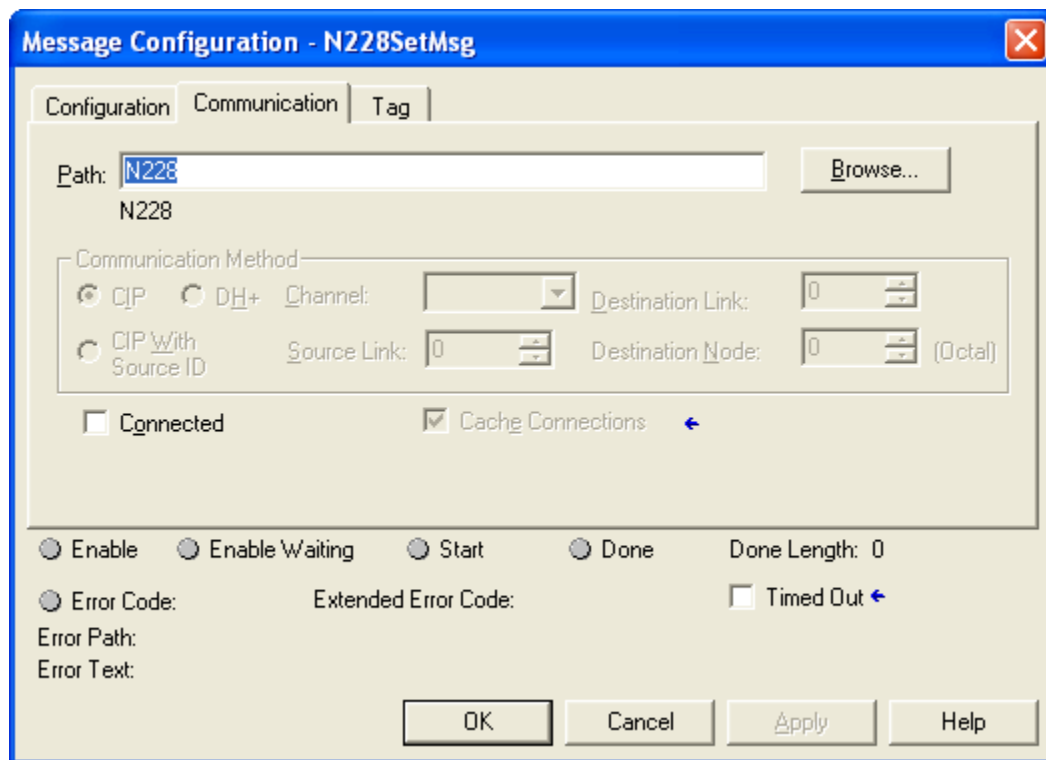 Message Configuration - N228SetMsg
Configuration Communication Tag
Path: N228 Browse...
N228
Communication Method
CIP DH+ Channel: Destination Link: 0
CIP With
Source ID
Source Link: 0 Destination Node: 0 (Octal)
Connected Cache Connections
Enable Enable Waiting Start Done Done Length: 0
Error Code: Extended Error Code: Timed Out
Error Path:
Error Text:
OK Cancel Apply Help